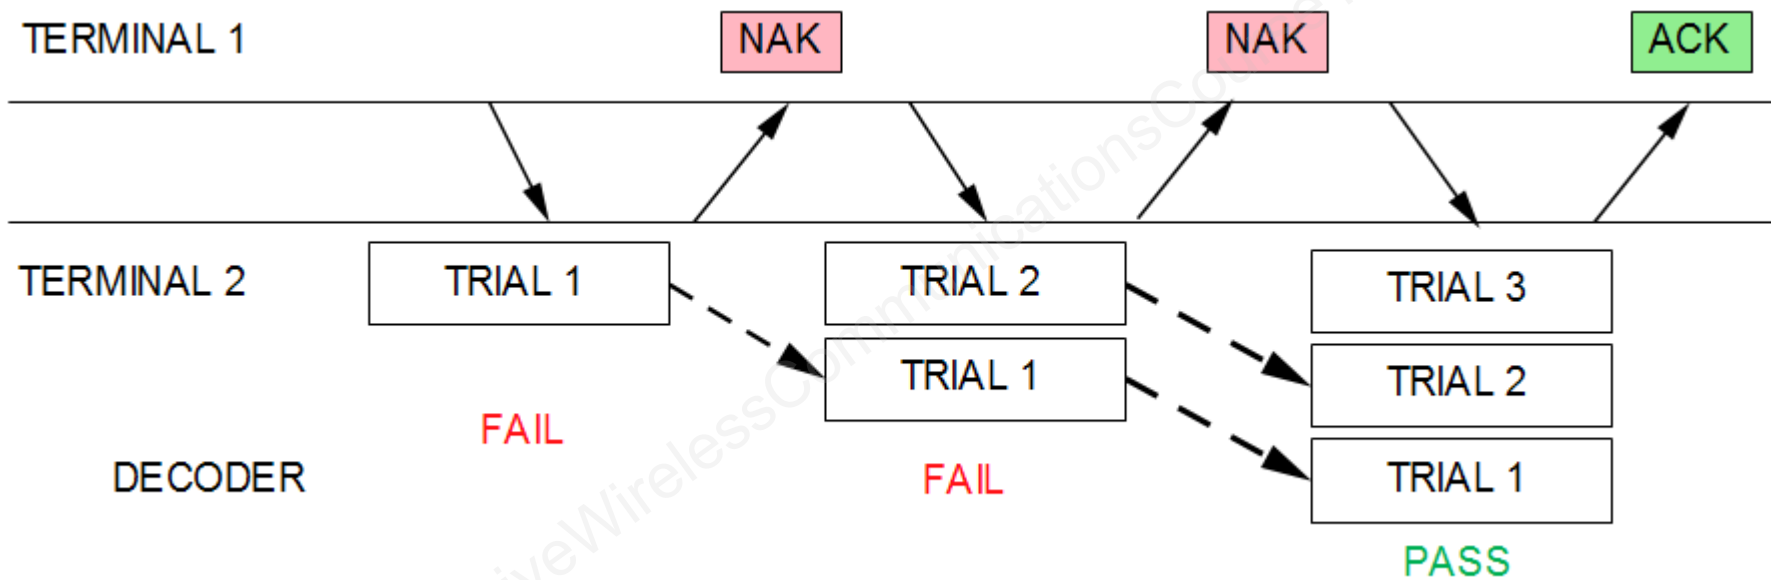 TERMINAL 1
NAK
NAK
ACK
TERMINAL 2
TRIAL 1
TRIAL 2
TRIAL 3
TRIAL 1
TRIAL 2
TRIAL 1
FAIL
FAIL
DECODER
PASS